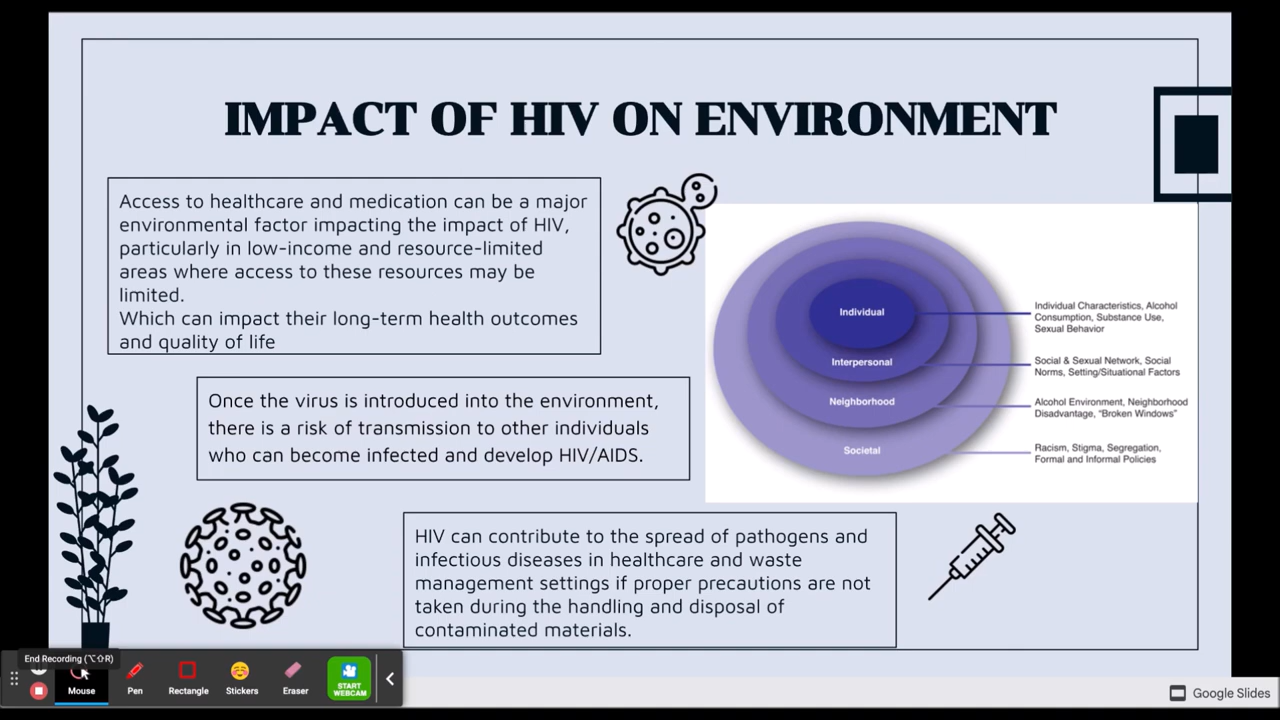 IMPACT OF HIV ON ENVIRONMENT
Access to healthcare and medication can be a major
environmental factor impacting the impact of HIV,
particularly in low-income and resource-limited
areas where access to these resources may be
limited.
Which can impact their long-term health outcomes
and quality of life
Once the virus is introduced into the environment,
there is a risk of transmission to other individuals
who can become infected and develop HIV/AIDS.
Individual
Interpersonal
Neighborhood
Societal
Individual Characteristics, Alcohol
Consumption, Substance Use,
Sexual Behavior
Social & Sexual Network, Social
Norms, Setting/Situational Factors
Alcohol Environment, Neighborhood
Disadvantage, “Broken Windows”
Racism, Stigma, Segregation,
Formal and Informal Policies
HIV can contribute to the spread of pathogens and
infectious diseases in healthcare and waste
management settings if proper precautions are not
taken during the handling and disposal of
contaminated materials.
End Recording (⌥⇧R)
Mouse
Pen
Rectangle
Stickers
Eraser
START
WEBCAM
Google Slides